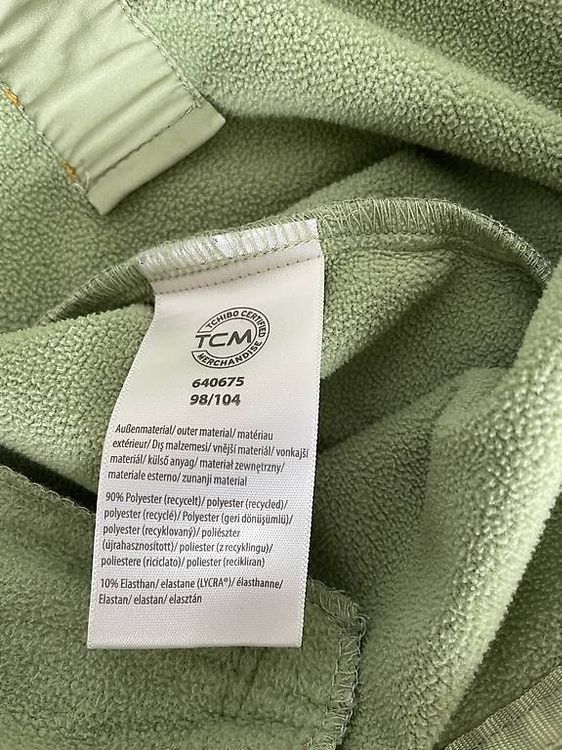 TCHIBO CERTIFIED
TCM
MERCHANDISE
640675
98/104
Außenmaterial/ outer material/ matériau
extérieur/ Dış malzemesi/ vnější materiál/ vonkajší
materiál/ külső anyag/ materiał zewnętrzny/
materiale esterno/ zunanji material
90% Polyester (recycelt)/ polyester (recycled)/
polyester (recyclé)/ Polyester (geri dönüşümlü)/
polyester (recyklovaný)/ poliészter
(újrahasznosított)/ poliester (z recyklingu)/
poliestere (riciclato)/ poliester (recikliran)
10% Elasthan/ elastane (LYCRA®)/ élasthanne/
Elastan/ elastan/ elasztán